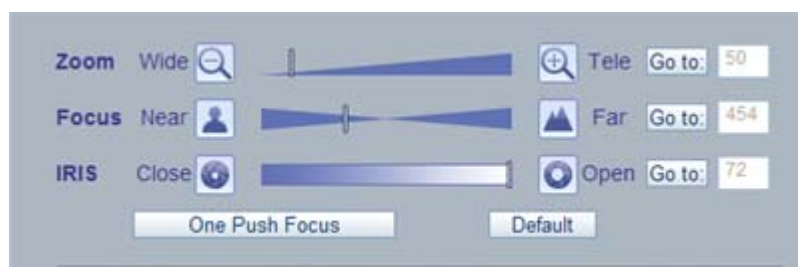 Zoom Wide Tele Go to: 50
Focus Near Far Go to: 454
IRIS Close Open Go to: 72
One Push Focus Default